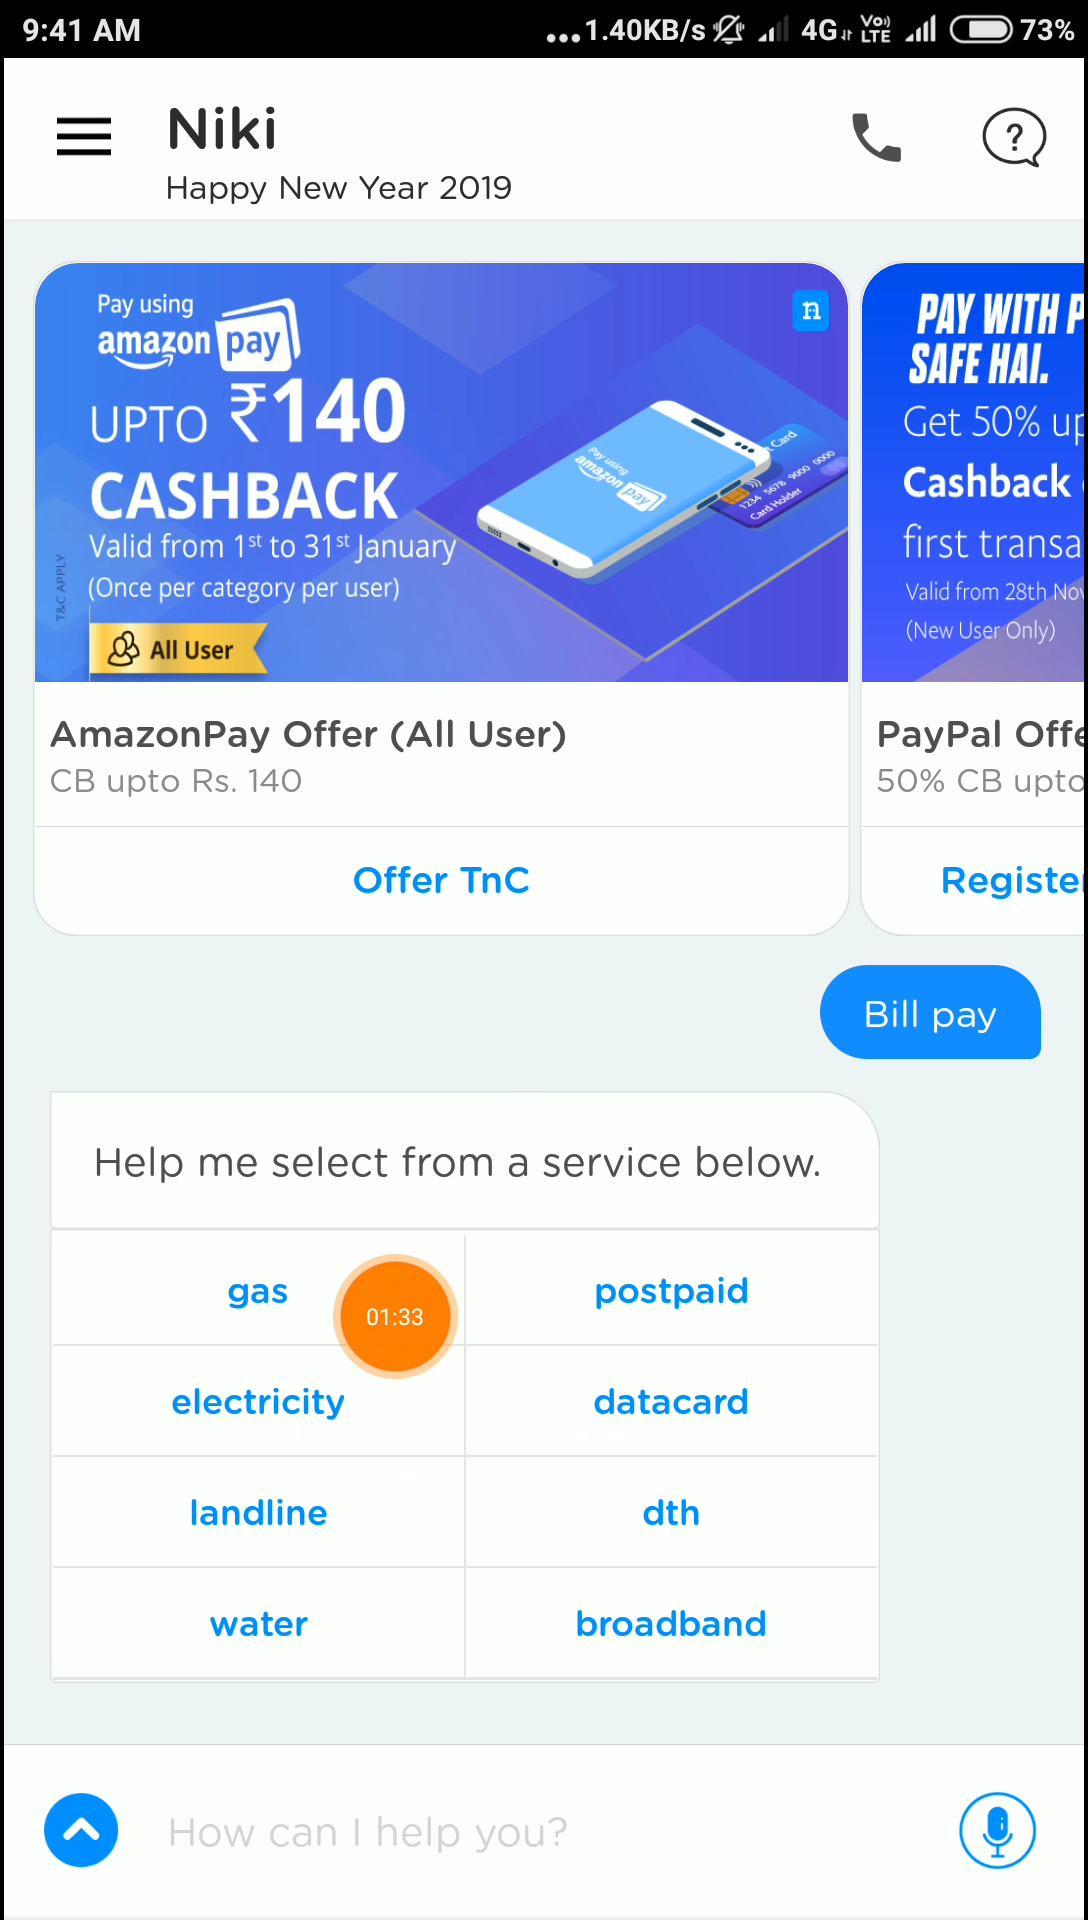 9:41 AM
...1.40KB/s 4G Vo) LTE 73%
Niki
Happy New Year 2019
?
Pay using
amazon pay
UPTO ₹140
CASHBACK
Valid from 1st to 31st January
(Once per category per user)
T&C APPLY
All User
n
Pay using
amazon pay
Card
1234 5678 9000 0000
Card Holder
AmazonPay Offer (All User)
CB upto Rs. 140
Offer TnC
PAY WITH P
SAFE HAI.
Get 50% up
Cashback
first transa
Valid from 28th Nov
(New User Only)
PayPal Offe
50% CB upto
Register
Bill pay
Help me select from a service below.
gas
postpaid
01:33
electricity
datacard
landline
dth
water
broadband
How can I help you?